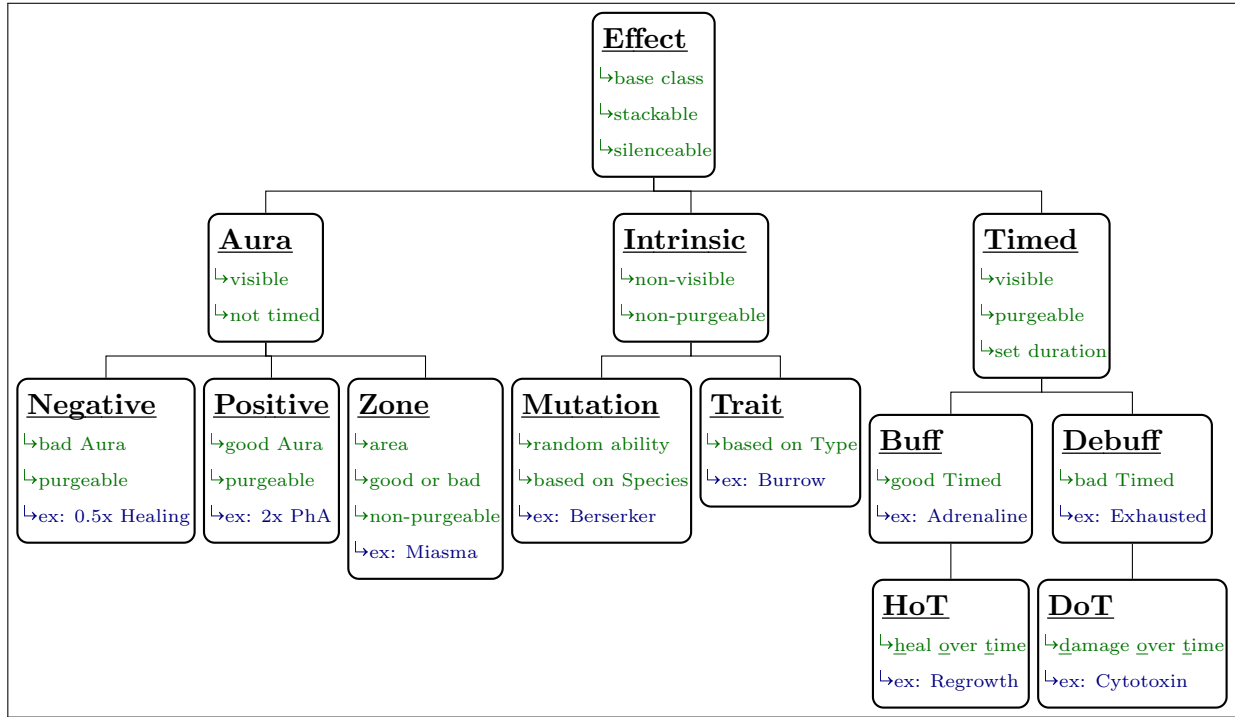 Effect
↳base class
↳stackable
↳silenceable
Aura
↳visible
↳not timed
Intrinsic
↳non-visible
↳non-purgeable
Timed
↳visible
↳purgeable
↳set duration
Negative
↳bad Aura
↳purgeable
↳ex: 0.5x Healing
Positive
↳good Aura
↳purgeable
↳ex: 2x PhA
Zone
↳area
↳good or bad
↳non-purgeable
↳ex: Miasma
Mutation
↳random ability
↳based on Species
↳ex: Berserker
Trait
↳based on Type
↳ex: Burrow
Buff
↳good Timed
↳ex: Adrenaline
Debuff
↳bad Timed
↳ex: Exhausted
HoT
↳heal over time
↳ex: Regrowth
DoT
↳damage over time
↳ex: Cytotoxin